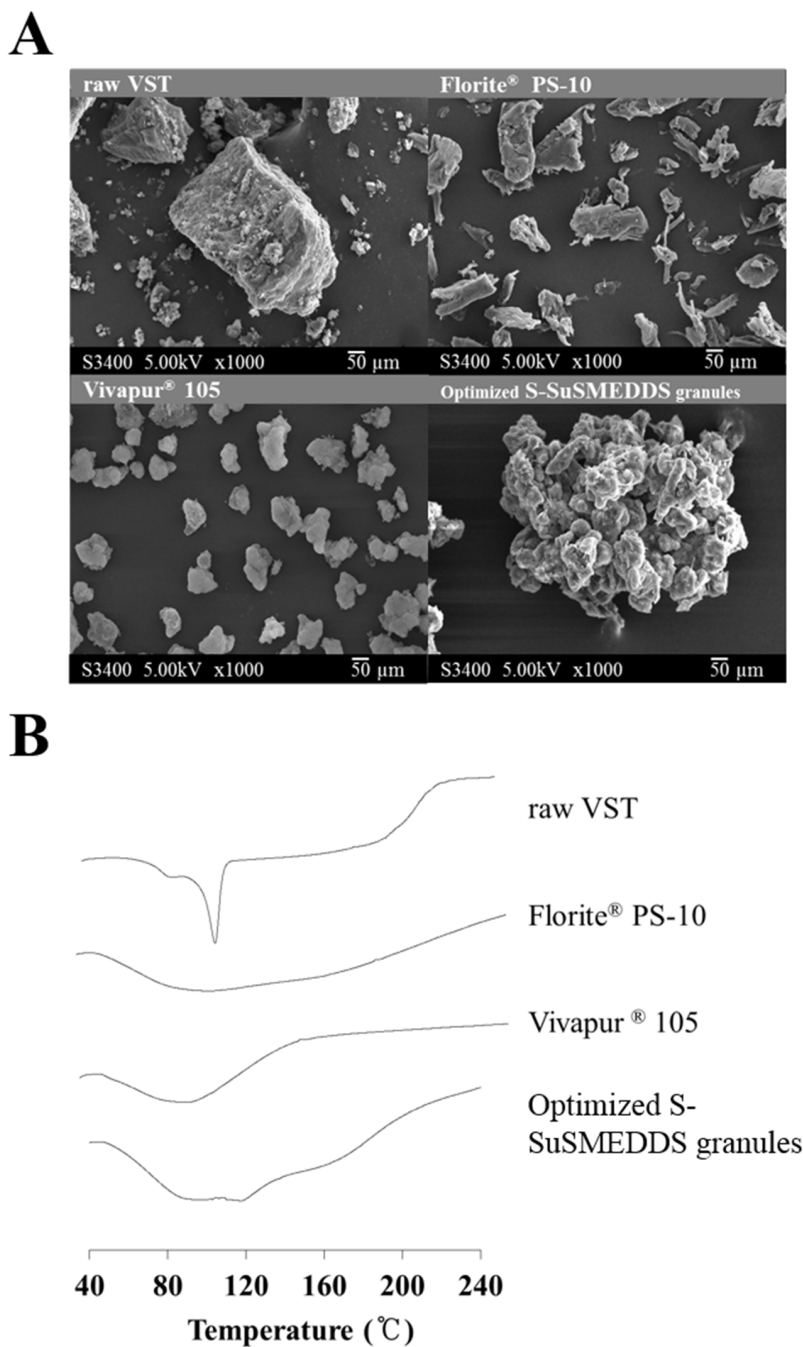 A
raw VST
Florite® PS-10
S3400 5.00kV x1000 50 µm
S3400 5.00kV x1000 50 µm
Vivapur® 105
Optimized S-SuSMEDDS granules
S3400 5.00kV x1000 50 µm
S3400 5.00kV x1000 50 µm
B
raw VST
Florite® PS-10
Vivapur ® 105
Optimized S-
SuSMEDDS granules
40 80 120 160 200 240
Temperature (℃)